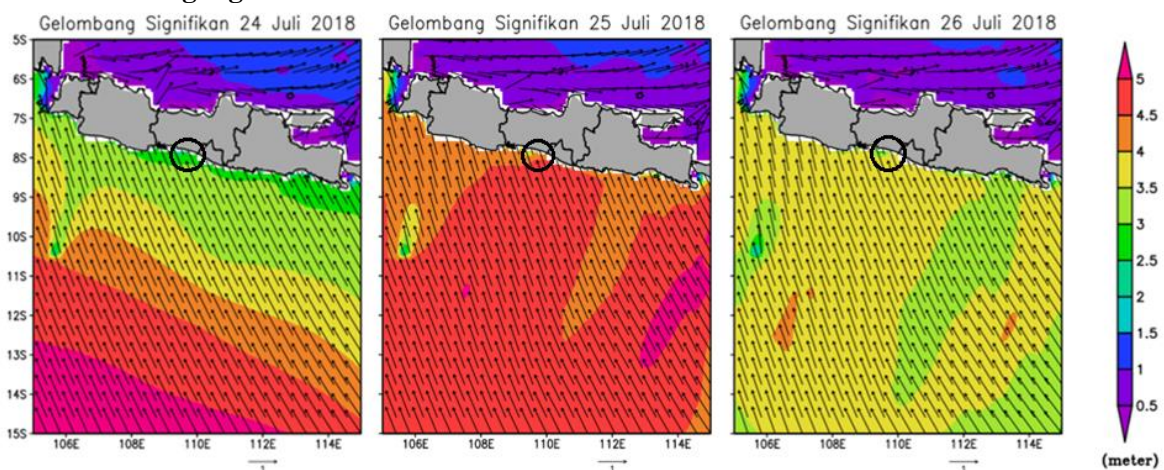 Gelombang Signifikan 24 Juli 2018
5S
6S
7S
8S
9S
10S
11S
12S
13S
14S
15S
106E 108E 110E 112E 114E
Gelombang Signifikan 25 Juli 2018
106E 108E 110E 112E 114E
Gelombang Signifikan 26 Juli 2018
106E 108E 110E 112E 114E
5
4.5
4
3.5
3
2.5
2
1.5
1
0.5
(meter)